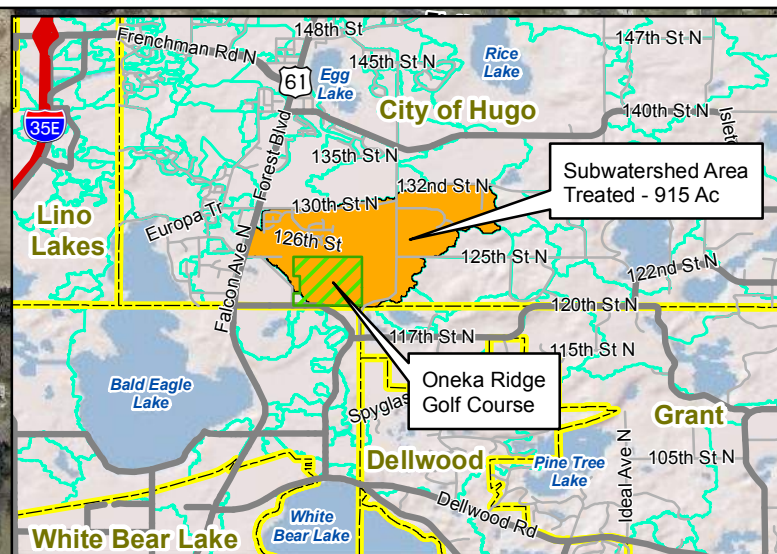 148th St
147th St N
Frenchman Rd N
145th St N
Rice
Lake
61
Egg
Lake
City of Hugo
140th St N
35E
Forest Blvd
135th St N
Subwatershed Area
Treated - 915 Ac
132nd St N
Lino
Lakes
130th St N
Europa Tr
126th St
125th St N
122nd St N
Falcon Ave N
120th St N
117th St N
115th St N
Bald Eagle
Lake
Oneka Ridge
Golf Course
Grant
Dellwood
Pine Tree
Lake
Ideal Ave N
105th St N
Dellwood Rd
White
Bear Lake
White Bear Lake